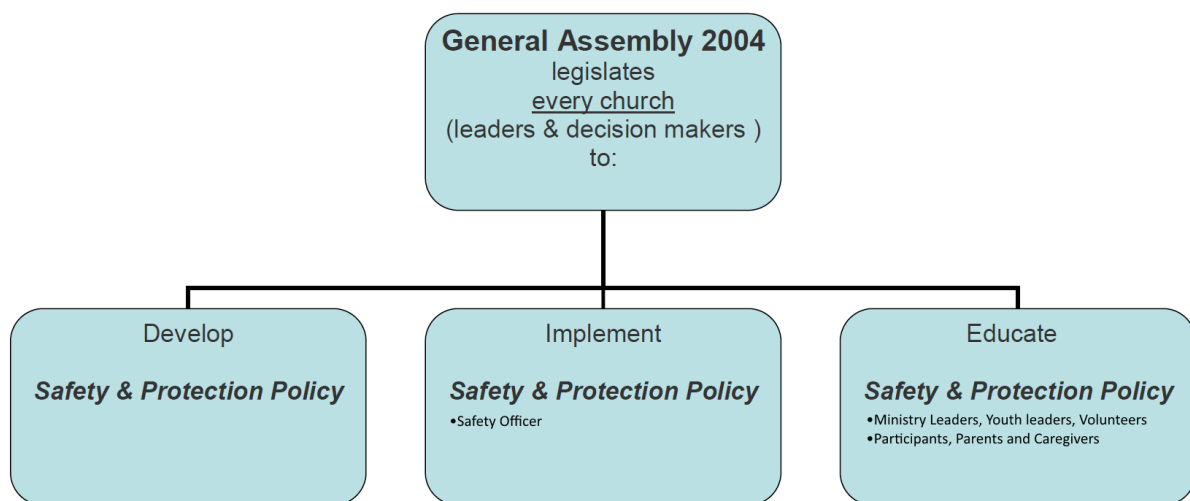 General Assembly 2004
legislates
every church
(leaders & decision makers )
to:
Develop
Safety & Protection Policy
Implement
Safety & Protection Policy
•Safety Officer
Educate
Safety & Protection Policy
•Ministry Leaders, Youth leaders, Volunteers
•Participants, Parents and Caregivers